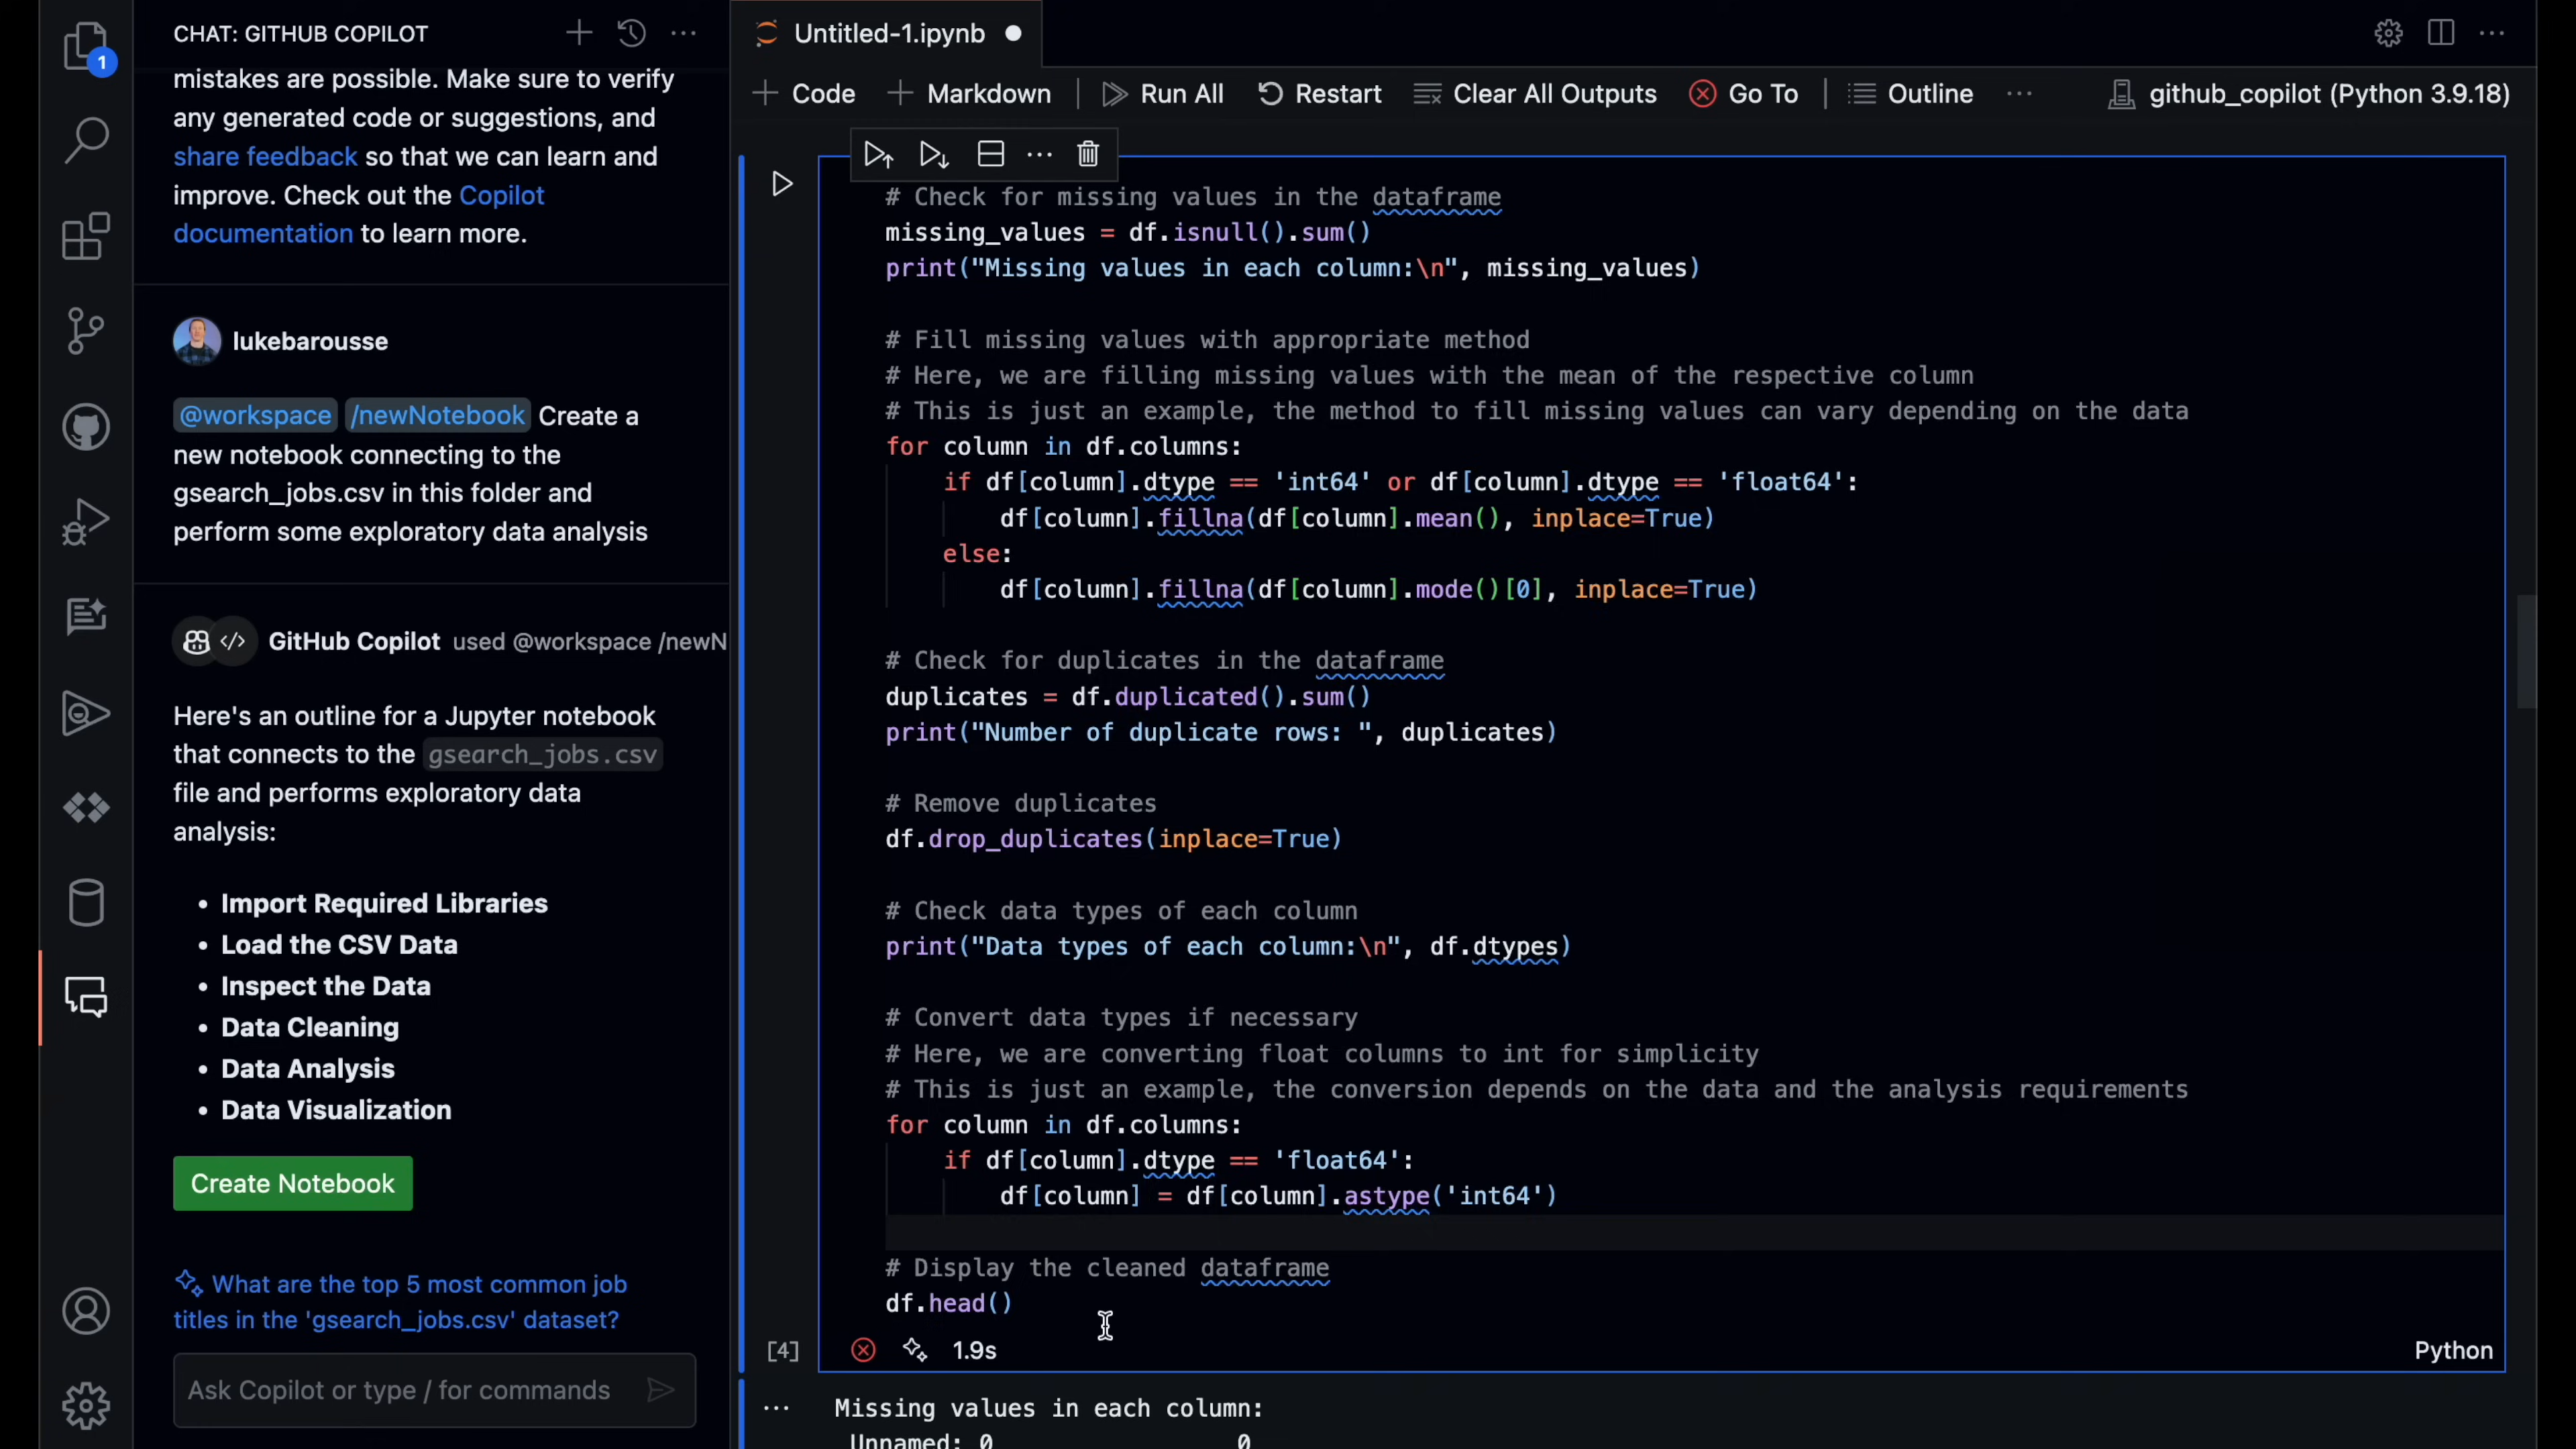 1
CHAT: GITHUB COPILOT
mistakes are possible. Make sure to verify
any generated code or suggestions, and
share feedback so that we can learn and
improve. Check out the Copilot
documentation to learn more.
lukebarousse
@workspace /newNotebook Create a
new notebook connecting to the
gsearch_jobs.csv in this folder and
perform some exploratory data analysis
GitHub Copilot used @workspace /newN
Here's an outline for a Jupyter notebook
that connects to the gsearch_jobs.csv
file and performs exploratory data
analysis:
• Import Required Libraries
• Load the CSV Data
• Inspect the Data
• Data Cleaning
• Data Analysis
• Data Visualization
Create Notebook
What are the top 5 most common job
titles in the 'gsearch_jobs.csv' dataset?
Ask Copilot or type / for commands
Untitled-1.ipynb
+ Code + Markdown Run All Restart Clear All Outputs Go To Outline ... github_copilot (Python 3.9.18)
# Check for missing values in the dataframe
missing_values = df.isnull().sum()
print("Missing values in each column:\n", missing_values)
# Fill missing values with appropriate method
# Here, we are filling missing values with the mean of the respective column
# This is just an example, the method to fill missing values can vary depending on the data
for column in df.columns:
    if df[column].dtype == 'int64' or df[column].dtype == 'float64':
        df[column].fillna(df[column].mean(), inplace=True)
    else:
        df[column].fillna(df[column].mode()[0], inplace=True)
# Check for duplicates in the dataframe
duplicates = df.duplicated().sum()
print("Number of duplicate rows: ", duplicates)
# Remove duplicates
df.drop_duplicates(inplace=True)
# Check data types of each column
print("Data types of each column:\n", df.dtypes)
# Convert data types if necessary
# Here, we are converting float columns to int for simplicity
# This is just an example, the conversion depends on the data and the analysis requirements
for column in df.columns:
    if df[column].dtype == 'float64':
        df[column] = df[column].astype('int64')
# Display the cleaned dataframe
df.head()
[4] 1.9s Python
Missing values in each column:
Unnamed: 0 0